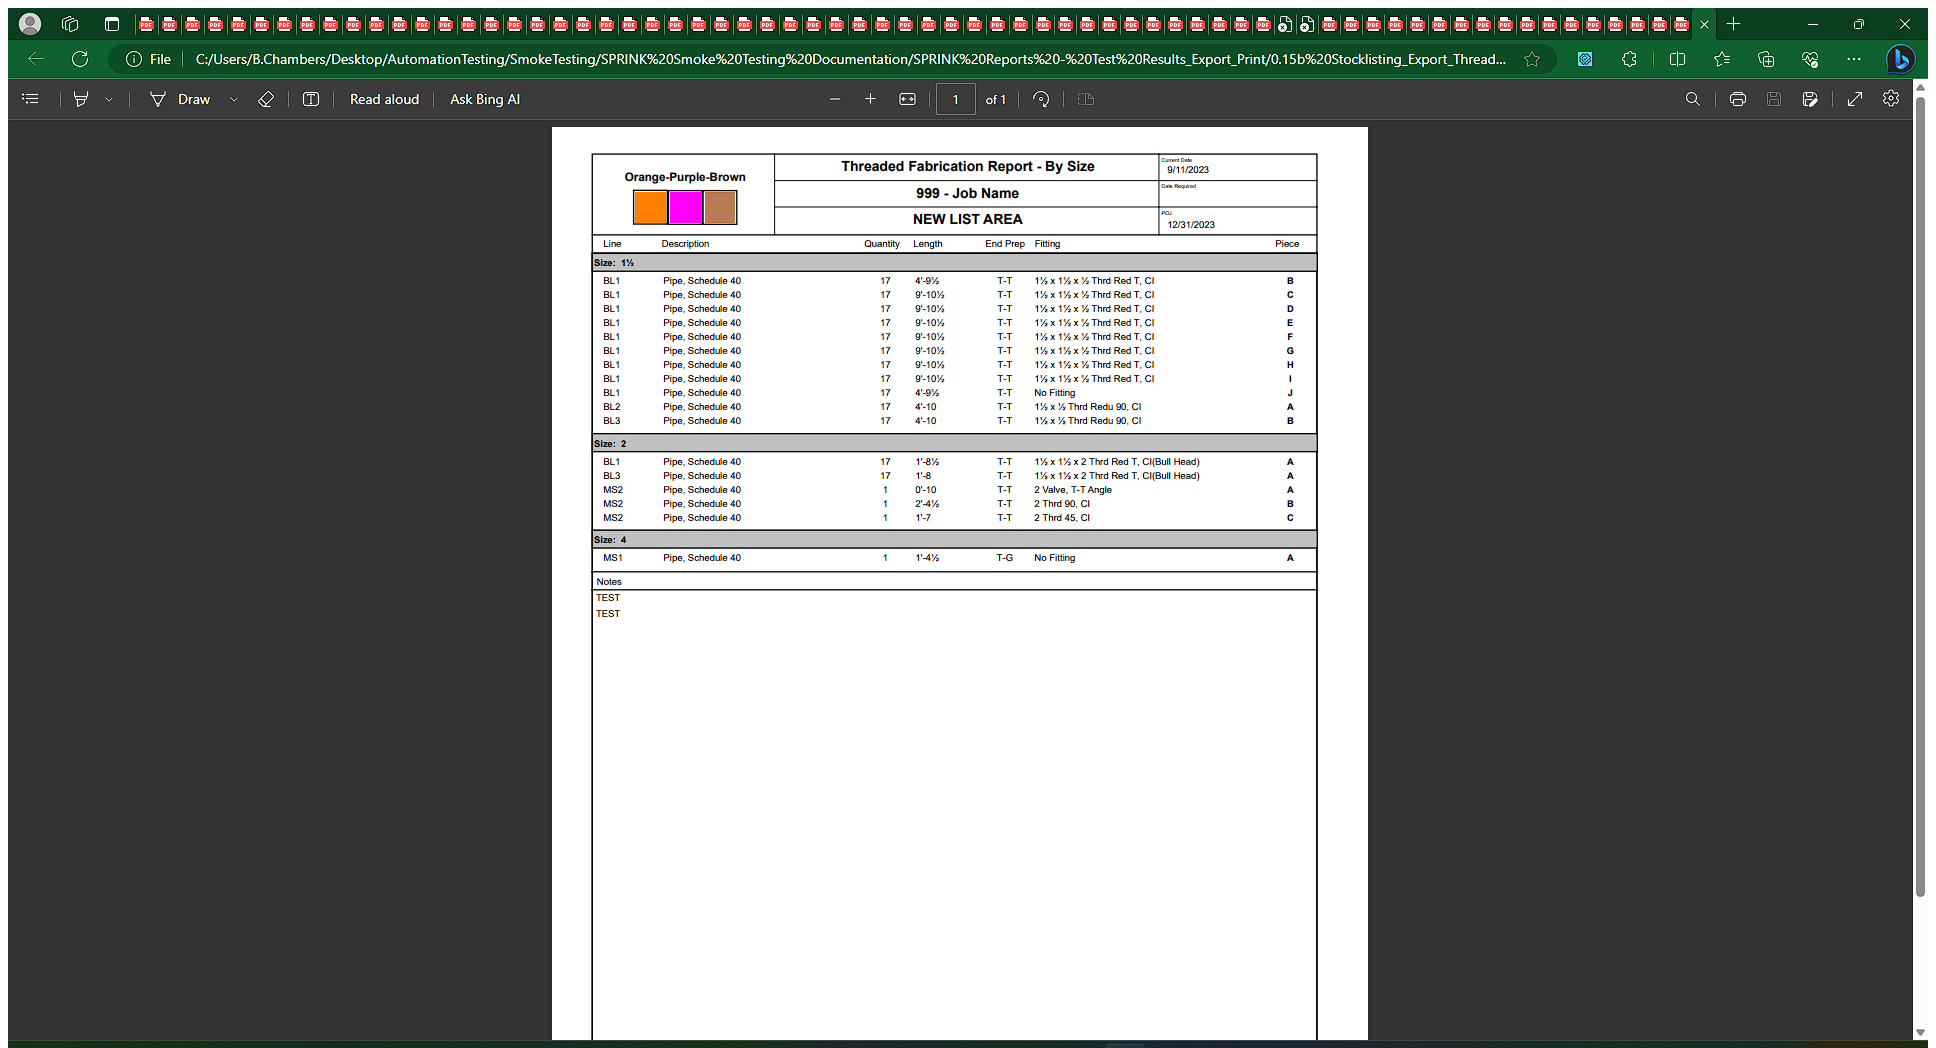 File
C:/Users/B.Chambers/Desktop/AutomationTesting/SmokeTesting/SPRINK%20Smoke%20Testing%20Documentation/SPRINK%20Reports%20-%20Test%20Results_Export_Print/0.15b%20Stocklisting_Export_Thread...
Draw
Read aloud
Ask Bing AI
1 of 1
Orange-Purple-Brown
Threaded Fabrication Report - By Size
999 - Job Name
NEW LIST AREA
Current Date
9/11/2023
Date Required
12/31/2023
Line Description Quantity Length End Prep Fitting Piece
Size: 1½
BL1 Pipe, Schedule 40 17 4'-9½ T-T 1½ x 1½ x ½ Thrd Red T, CI B
BL1 Pipe, Schedule 40 17 9'-10½ T-T 1½ x 1½ x ½ Thrd Red T, CI C
BL1 Pipe, Schedule 40 17 9'-10½ T-T 1½ x 1½ x ½ Thrd Red T, CI D
BL1 Pipe, Schedule 40 17 9'-10½ T-T 1½ x 1½ x ½ Thrd Red T, CI E
BL1 Pipe, Schedule 40 17 9'-10½ T-T 1½ x 1½ x ½ Thrd Red T, CI F
BL1 Pipe, Schedule 40 17 9'-10½ T-T 1½ x 1½ x ½ Thrd Red T, CI G
BL1 Pipe, Schedule 40 17 9'-10½ T-T 1½ x 1½ x ½ Thrd Red T, CI H
BL1 Pipe, Schedule 40 17 9'-10½ T-T 1½ x 1½ x ½ Thrd Red T, CI I
BL1 Pipe, Schedule 40 17 4'-9½ T-T No Fitting J
BL2 Pipe, Schedule 40 17 4'-10 T-T 1½ x ½ Thrd Redu 90, CI A
BL3 Pipe, Schedule 40 17 4'-10 T-T 1½ x ½ Thrd Redu 90, CI B
Size: 2
BL1 Pipe, Schedule 40 17 1'-8½ T-T 1½ x 1½ x 2 Thrd Red T, CI(Bull Head) A
BL3 Pipe, Schedule 40 17 1'-8 T-T 1½ x 1½ x 2 Thrd Red T, CI(Bull Head) A
MS2 Pipe, Schedule 40 1 0'-10 T-T 2 Valve, T-T Angle A
MS2 Pipe, Schedule 40 1 2'-4½ T-T 2 Thrd 90, CI B
MS2 Pipe, Schedule 40 1 1'-7 T-T 2 Thrd 45, CI C
Size: 4
MS1 Pipe, Schedule 40 1 1'-4½ T-G No Fitting A
Notes
TEST
TEST